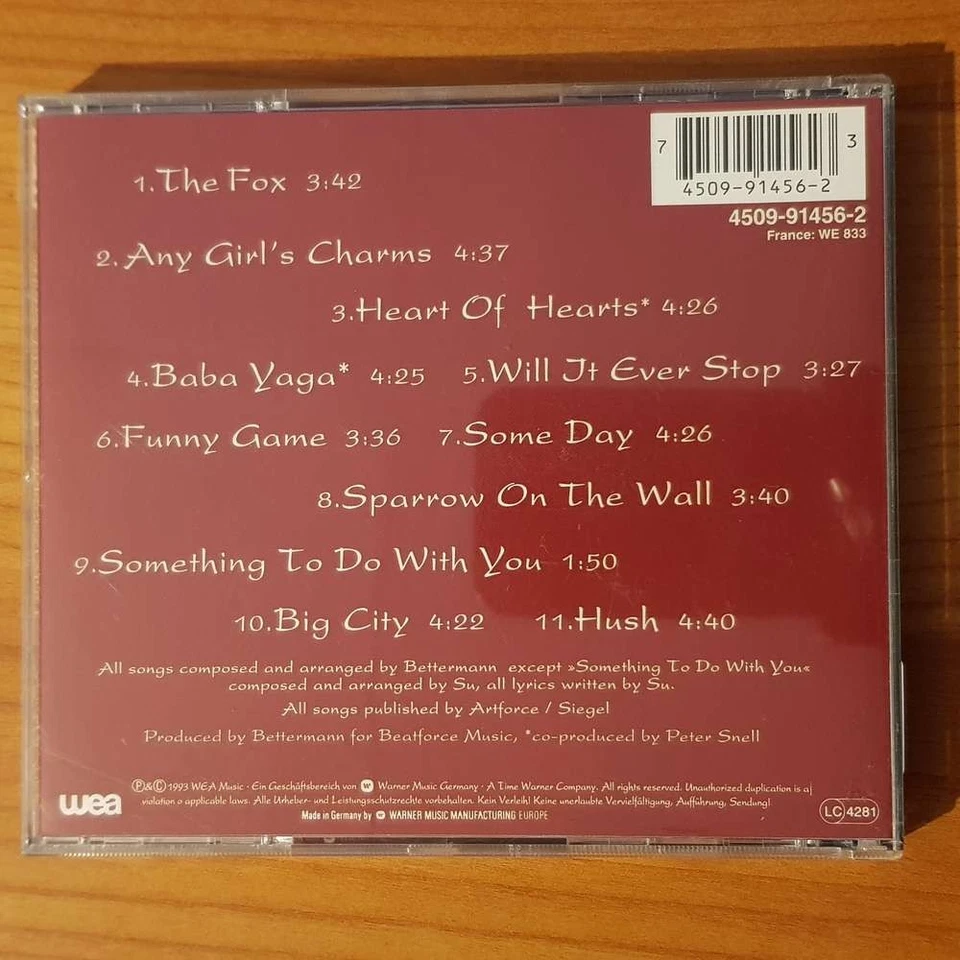 7 3
4509-91456-2
4509-91456-2
France: WE 833
1.The Fox 3:42
2.Any Girl's Charms 4:37
3.Heart Of Hearts* 4:26
4.Baba Yaga* 4:25 5.Will It Ever Stop 3:27
6.Funny Game 3:36 7.Some Day 4:26
8.Sparrow On The Wall 3:40
9.Something To Do With You 1:50
10.Big City 4:22 11.Hush 4:40
All songs composed and arranged by Bettermann except »Something To Do With You«
composed and arranged by Su, all lyrics written by Su.
All songs published by Artforce / Siegel
Produced by Bettermann for Beatforce Music, *co-produced by Peter Snell
wea
℗&© 1993 WEA Music · Ein Geschäftsbereich von Warner Music Germany · A Time Warner Company. All rights reserved. Unauthorized duplication is a
violation o applicable laws. Alle Urheber- und Leistungsschutzrechte vorbehalten. Kein Verleih! Keine unerlaubte Vervielfältigung, Aufführung, Sendung!
Made in Germany by WARNER MUSIC MANUFACTURING EUROPE
LC 4281